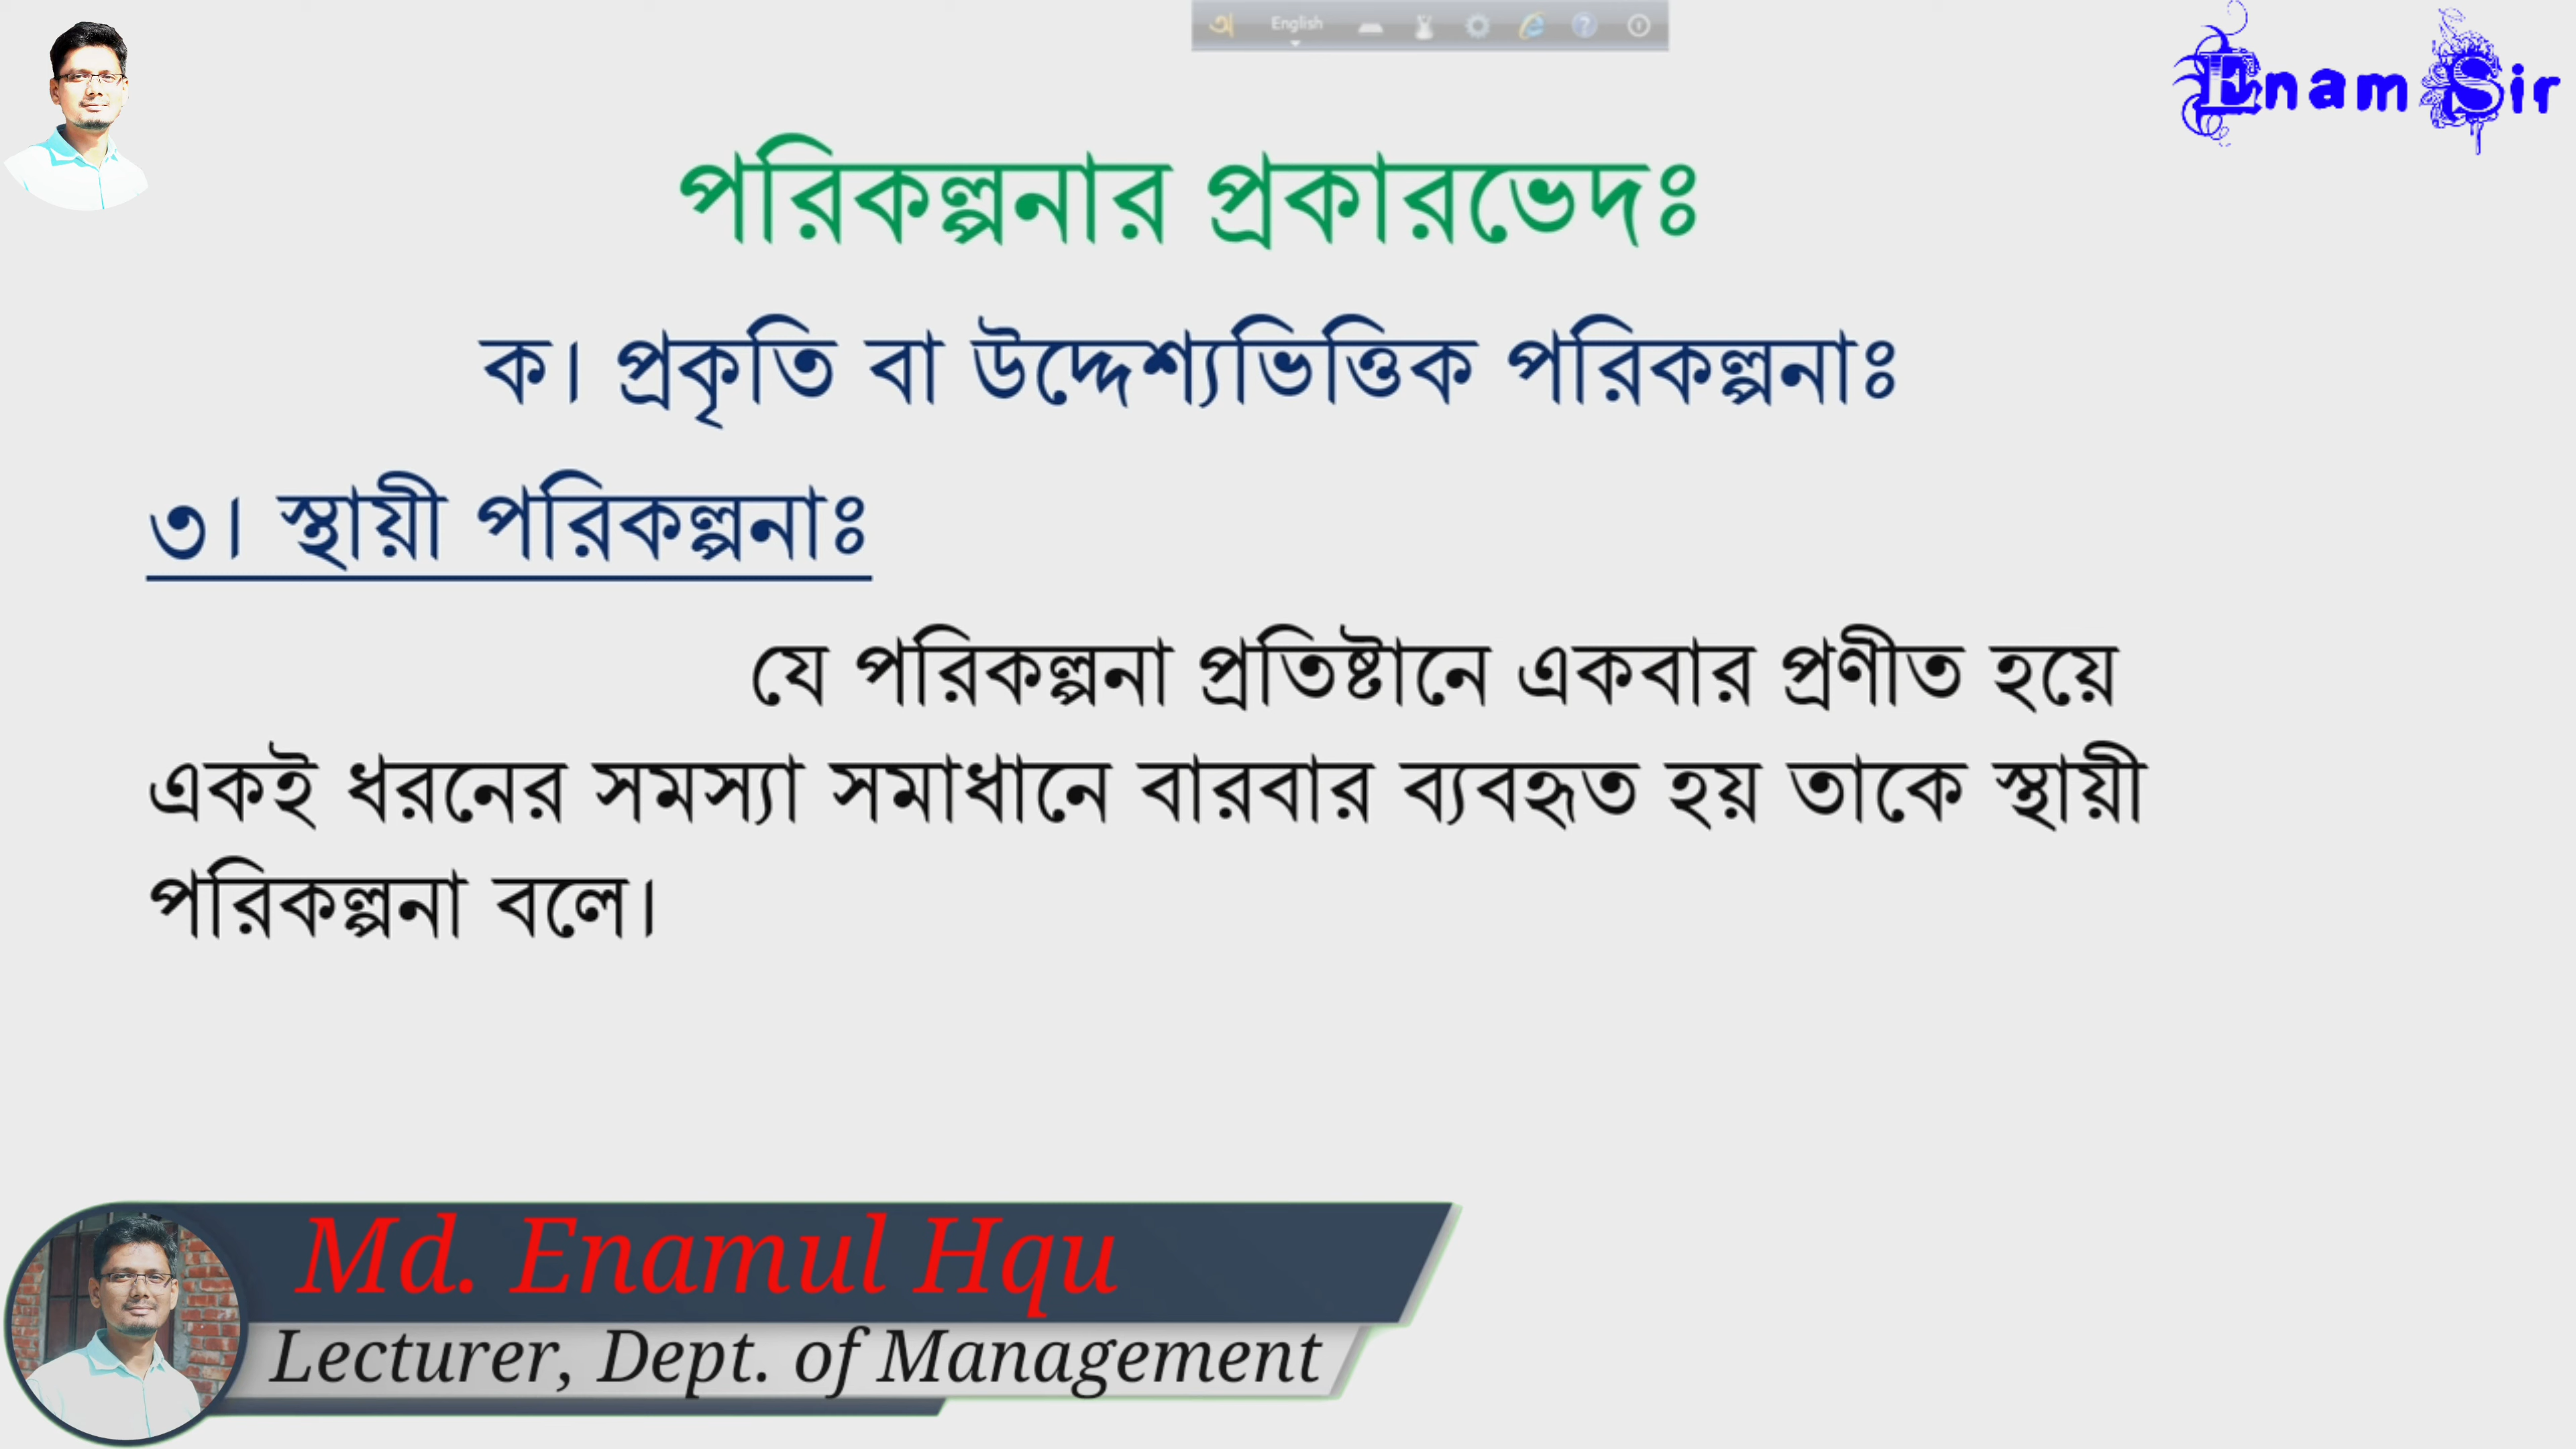 অ English
Enam Sir
পরিকল্পনার প্রকারভেদঃ
ক। প্রকৃতি বা উদ্দেশ্যভিত্তিক পরিকল্পনাঃ
৩। স্থায়ী পরিকল্পনাঃ
যে পরিকল্পনা প্রতিষ্টানে একবার প্রণীত হয়ে
একই ধরনের সমস্যা সমাধানে বারবার ব্যবহৃত হয় তাকে স্থায়ী
পরিকল্পনা বলে।
Md. Enamul Hqu
Lecturer, Dept. of Management